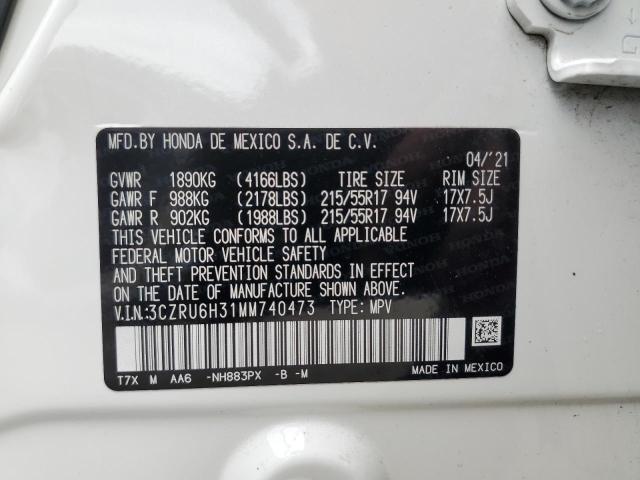 MFD.BY HONDA DE MEXICO S.A. DE C.V.
04/'21
GVWR 1890KG (4166LBS) TIRE SIZE RIM SIZE
GAWR F 988KG (2178LBS) 215/55R17 94V 17X7.5J
GAWR R 902KG (1988LBS) 215/55R17 94V 17X7.5J
THIS VEHICLE CONFORMS TO ALL APPLICABLE
FEDERAL MOTOR VEHICLE SAFETY
AND THEFT PREVENTION STANDARDS IN EFFECT
ON THE DATE OF MANUFACTURE SHOWN ABOVE.
V.I.N:3CZRU6H31MM740473 TYPE: MPV
T7X M AA6 -NH883PX -B -M
MADE IN MEXICO